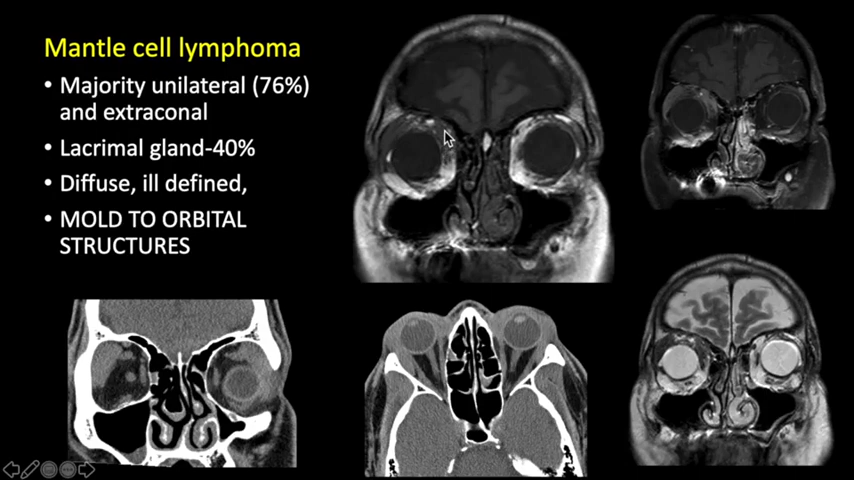 Mantle cell lymphoma
• Majority unilateral (76%)
and extraconal
• Lacrimal gland-40%
• Diffuse, ill defined,
• MOLD TO ORBITAL
STRUCTURES